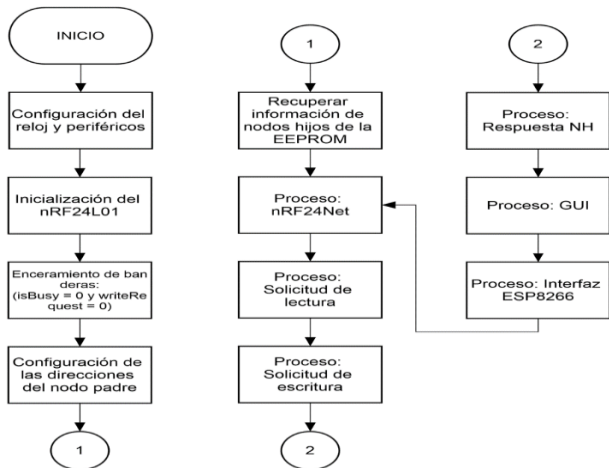 INICIO
Configuración del
reloj y periféricos
Inicialización del
nRF24L01
Enceramiento de ban
deras:
(isBusy = 0 y writeRe
quest = 0)
Configuración de
las direcciones
del nodo padre
1
1
Recuperar
información de
nodos hijos de la
EEPROM
Proceso:
nRF24Net
Proceso:
Solicitud de
lectura
Proceso:
Solicitud de
escritura
2
2
Proceso:
Respuesta NH
Proceso: GUI
Proceso: Interfaz
ESP8266